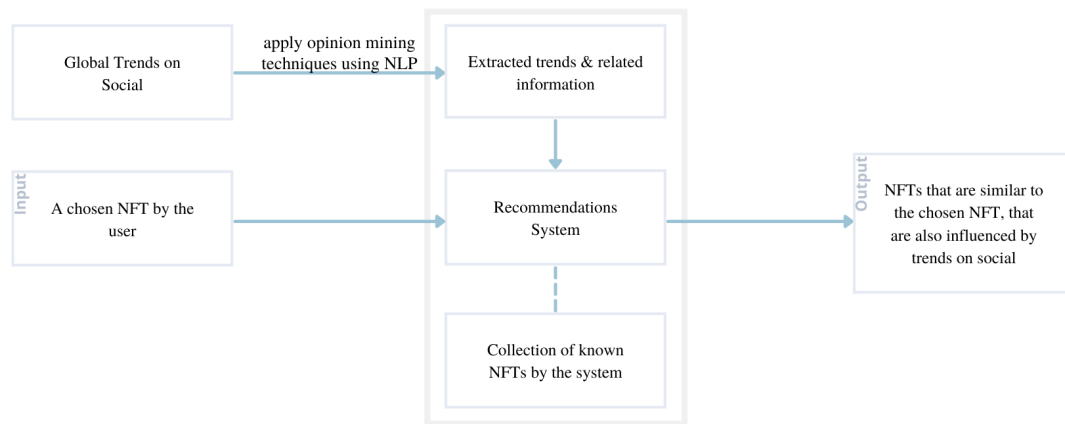 Global Trends on
Social
apply opinion mining
techniques using NLP
Extracted trends & related
information
Input
A chosen NFT by the
user
Recommendations
System
Output
NFTs that are similar to
the chosen NFT, that
are also influenced by
trends on social
Collection of known
NFTs by the system